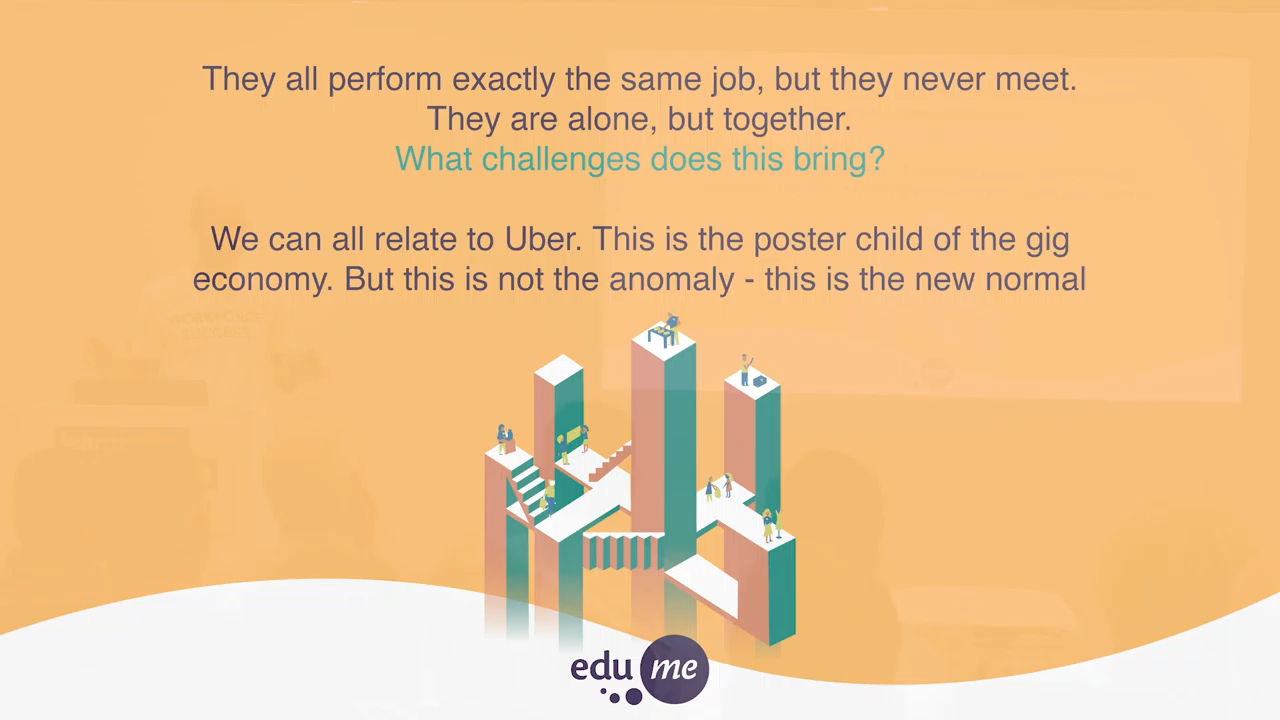 They all perform exactly the same job, but they never meet.
They are alone, but together.
What challenges does this bring?
We can all relate to Uber. This is the poster child of the gig
economy. But this is not the anomaly - this is the new normal
edu me